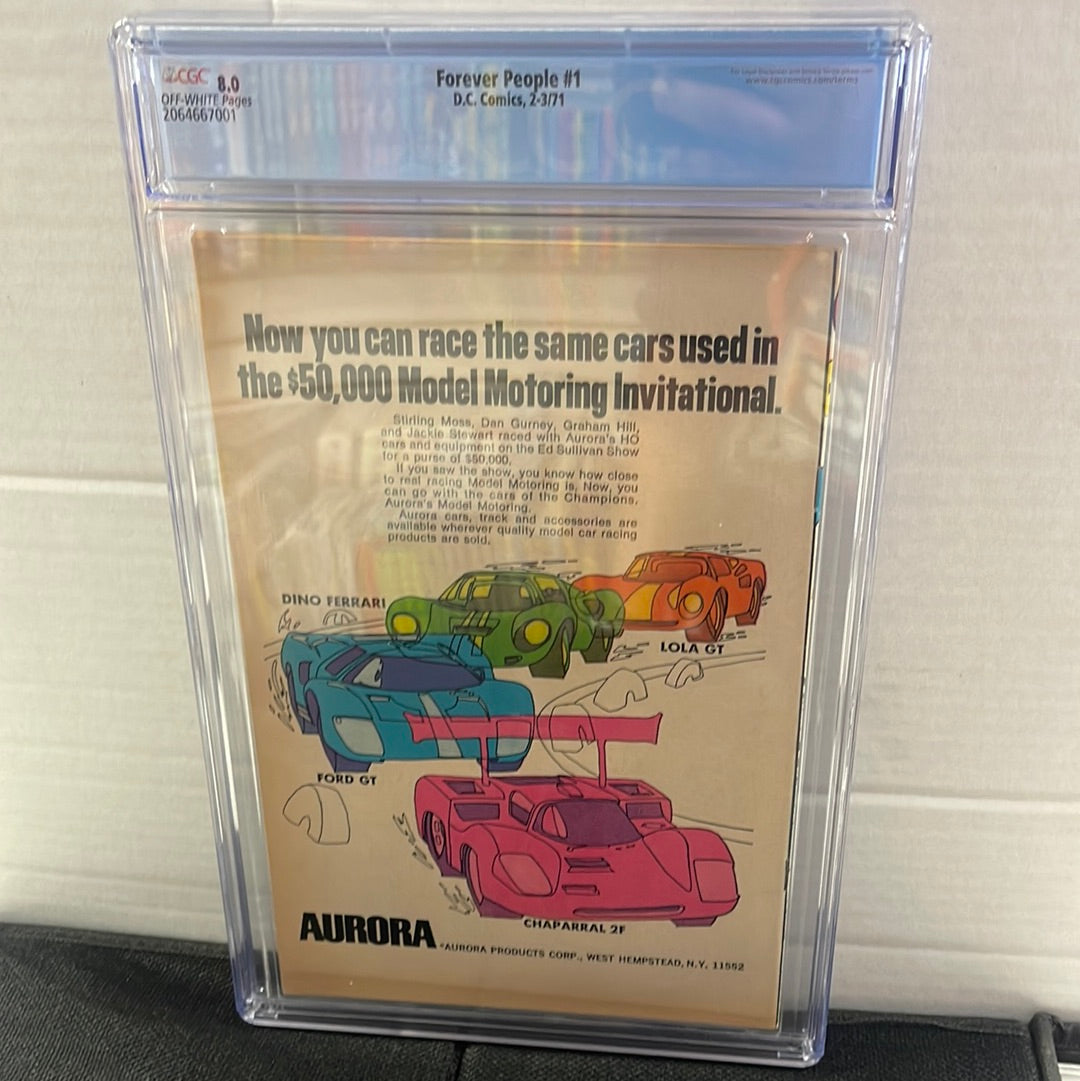 CGC 8.0
OFF-WHITE Pages
2064667001
Forever People #1
D.C. Comics, 2-3/71
www.cgccomics.com/terms
Now you can race the same cars used in
the $50,000 Model Motoring Invitational.
Stirling Moss, Dan Gurney, Graham Hill,
and Jackie Stewart raced with Aurora's HO
cars and equipment on the Ed Sullivan Show
for a purse of $50,000.
If you saw the show, you know how close
to real racing Model Motoring is, Now, you
can go with the cars of the Champions.
Aurora's Model Motoring.
Aurora cars, track and accessories are
available wherever quality model car racing
products are sold.
DINO FERRARI
LOLA GT
FORD GT
CHAPARRAL 2F
AURORA
©AURORA PRODUCTS CORP., WEST HEMPSTEAD, N.Y. 11552